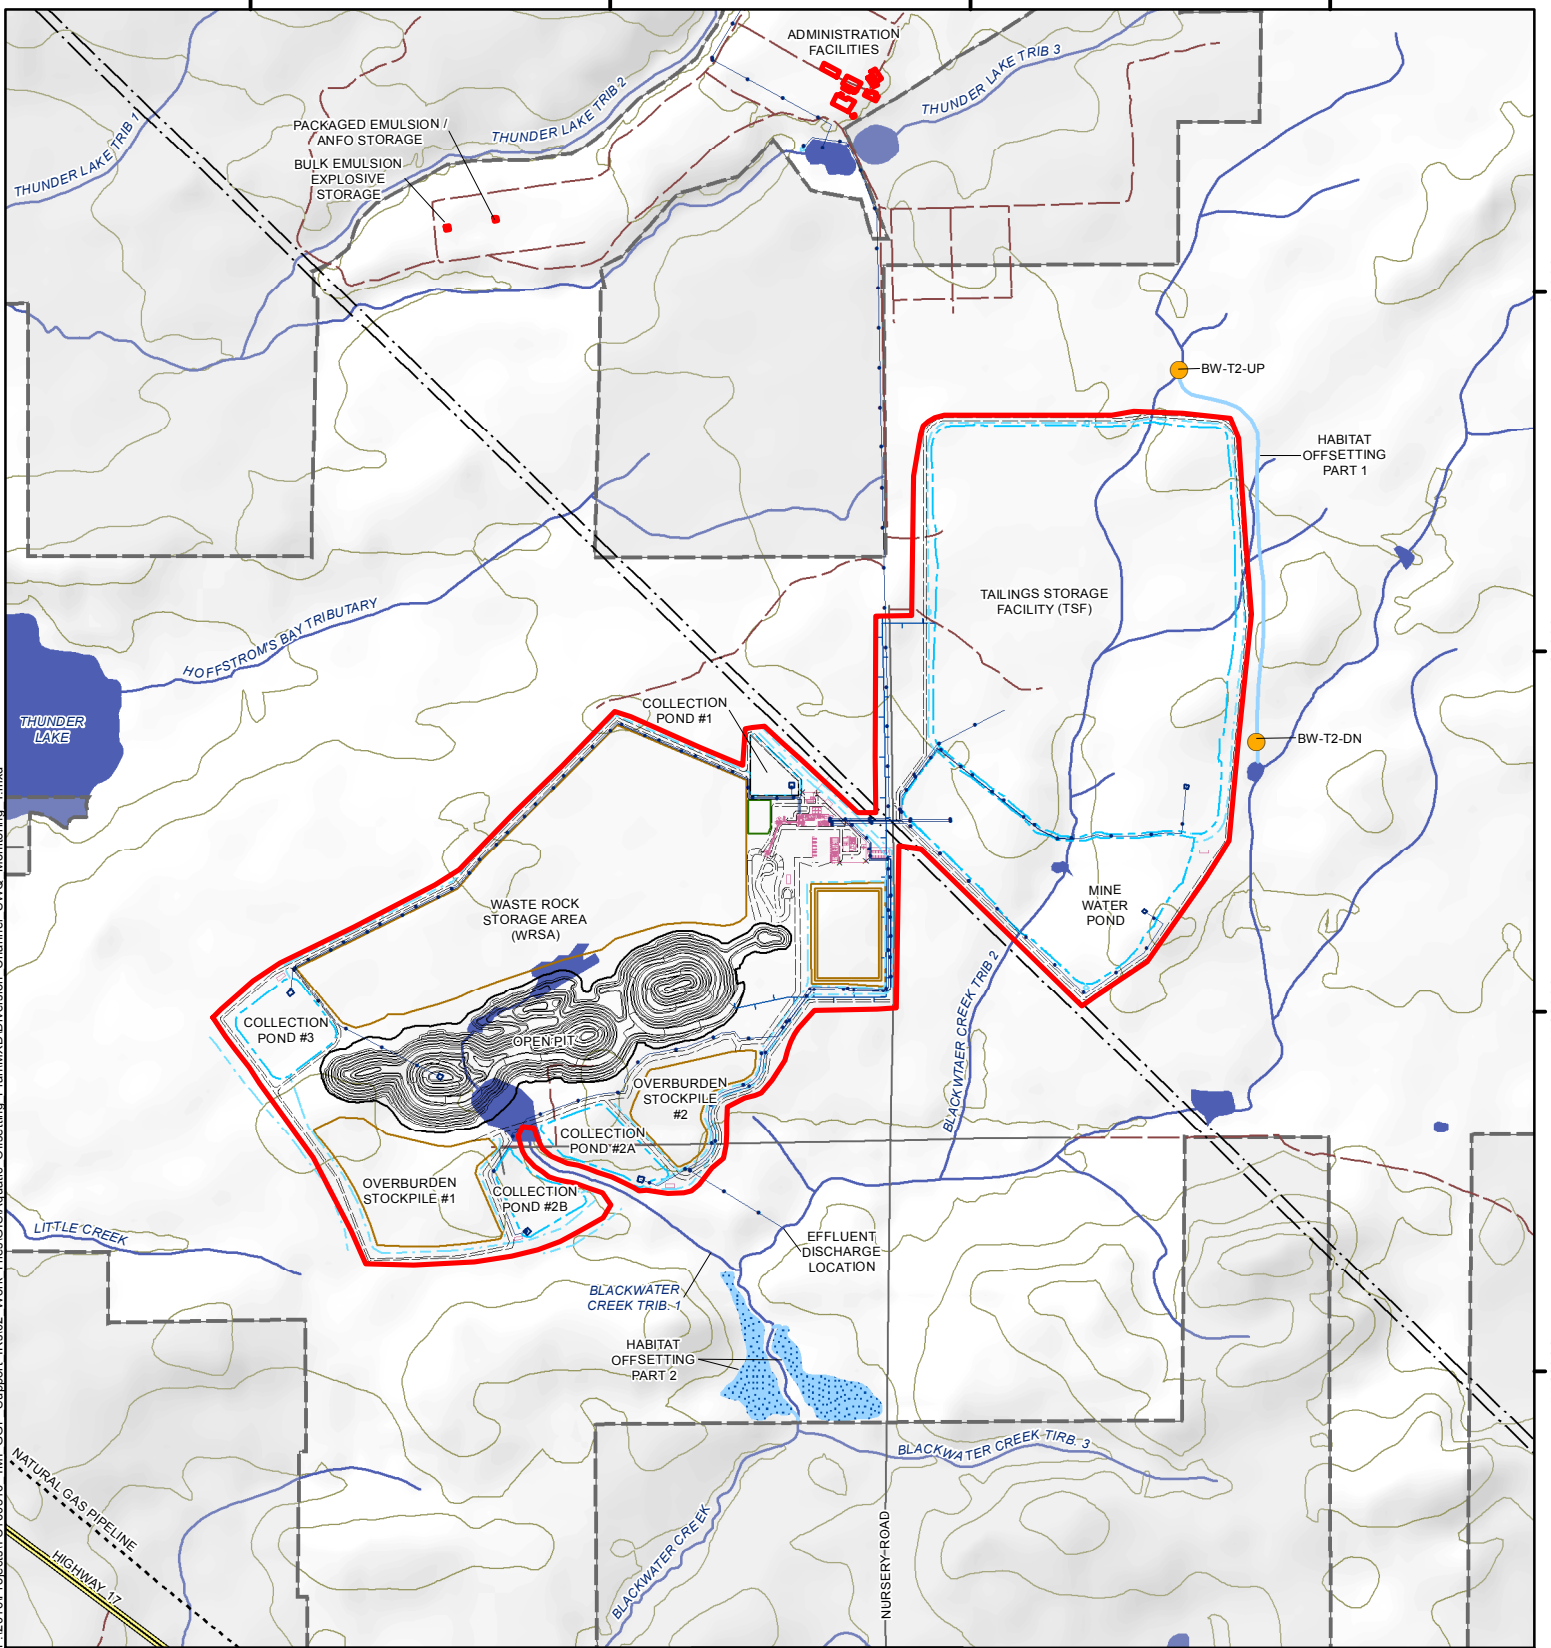 ADMINISTRATION
FACILITIES
THUNDER LAKE TRIB 3
THUNDER LAKE TRIB 2
THUNDER LAKE TRIB 1
PACKAGED EMULSION /
ANFO STORAGE
BULK EMULSION
EXPLOSIVE
STORAGE
BW-T2-UP
HABITAT
OFFSETTING
PART 1
TAILINGS STORAGE
FACILITY (TSF)
HOFFSTROM'S BAY TRIBUTARY
THUNDER
LAKE
COLLECTION
POND #1
BW-T2-DN
MINE
WATER
POND
WASTE ROCK
STORAGE AREA
(WRSA)
BLACKWTAER CREEK TRIB 2
COLLECTION
POND #3
OPEN PIT
OVERBURDEN
STOCKPILE
#2
COLLECTION
POND #2A
OVERBURDEN
STOCKPILE #1
COLLECTION
POND #2B
LITTLE CREEK
EFFLUENT
DISCHARGE
LOCATION
BLACKWATER
CREEK TRIB. 1
HABITAT
OFFSETTING
PART 2
BLACKWATER CREEK TIRB. 3
NATURAL GAS PIPELINE
HIGHWAY 17
BLACKWATER CREEK
NURSERY ROAD